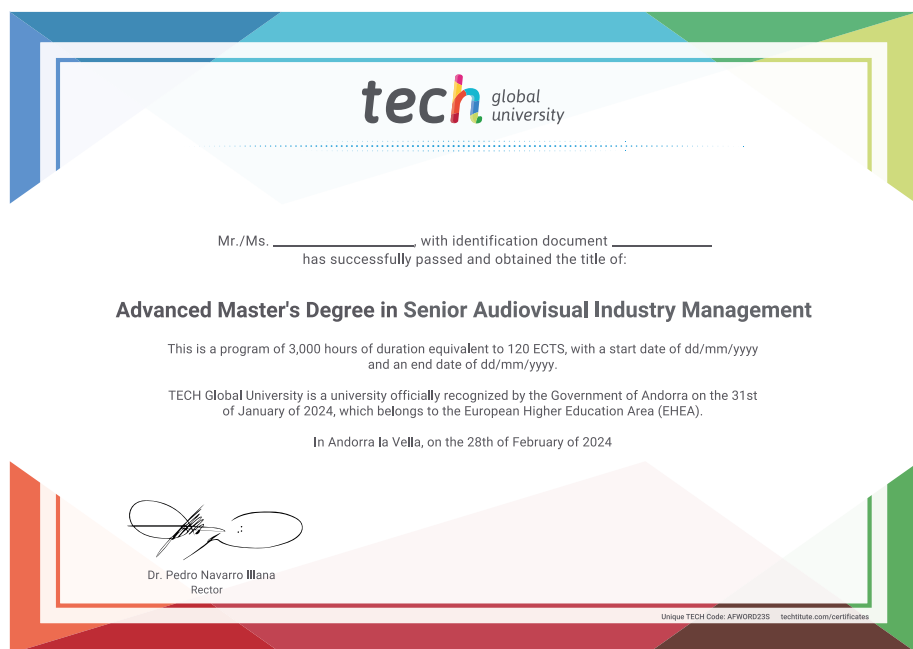 tech global
university
Mr./Ms. ____________, with identification document ____________
has successfully passed and obtained the title of:
Advanced Master's Degree in Senior Audiovisual Industry Management
This is a program of 3,000 hours of duration equivalent to 120 ECTS, with a start date of dd/mm/yyyy
and an end date of dd/mm/yyyy.
TECH Global University is a university officially recognized by the Government of Andorra on the 31st
of January of 2024, which belongs to the European Higher Education Area (EHEA).
In Andorra la Vella, on the 28th of February of 2024
Dr. Pedro Navarro Illana
Rector
Unique TECH Code: AFWORD23S techtitute.com/certificates